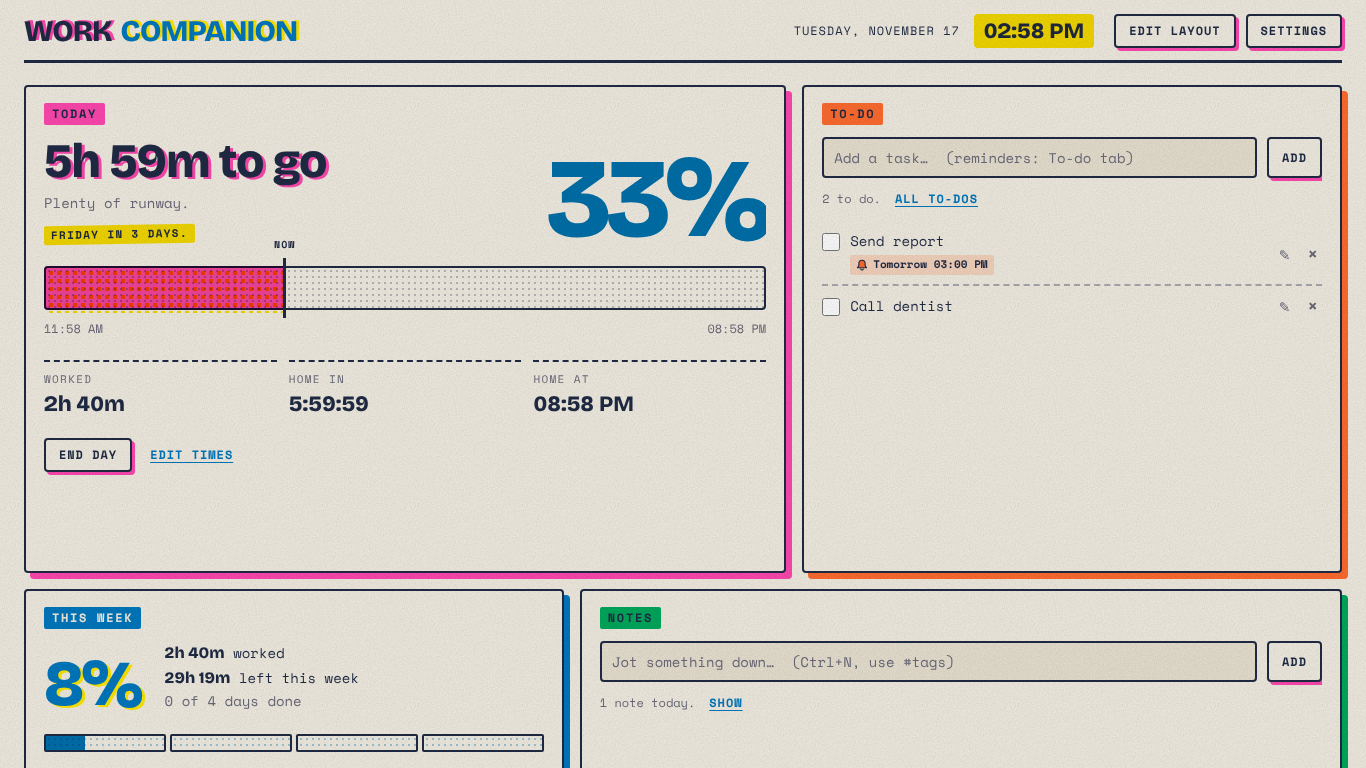 WORK COMPANION
TUESDAY, NOVEMBER 17
02:58 PM
EDIT LAYOUT
SETTINGS
TODAY
5h 59m to go
Plenty of runway.
FRIDAY IN 3 DAYS.
33%
NOW
11:58 AM
08:58 PM
WORKED
2h 40m
HOME IN
5:59:59
HOME AT
08:58 PM
END DAY
EDIT TIMES
TO-DO
Add a task… (reminders: To-do tab)
ADD
2 to do. ALL TO-DOS
Send report
Tomorrow 03:00 PM
Call dentist
THIS WEEK
8%
2h 40m worked
29h 19m left this week
0 of 4 days done
NOTES
Jot something down… (Ctrl+N, use #tags)
ADD
1 note today. SHOW